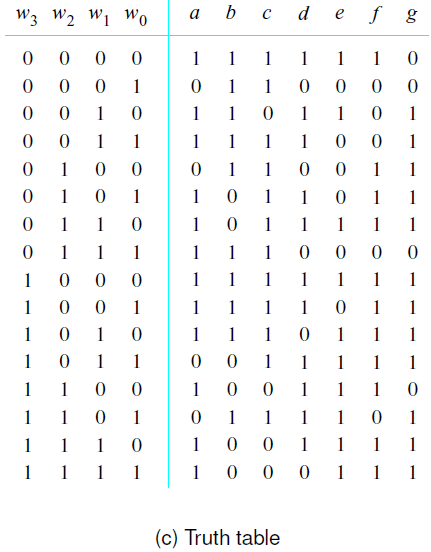 w3 w2 w1 w0 a b c d e f g
0 0 0 0 1 1 1 1 1 1 0
0 0 0 1 0 1 1 0 0 0 0
0 0 1 0 1 1 0 1 1 0 1
0 0 1 1 1 1 1 1 0 0 1
0 1 0 0 0 1 1 0 0 1 1
0 1 0 1 1 0 1 1 0 1 1
0 1 1 0 1 0 1 1 1 1 1
0 1 1 1 1 1 1 0 0 0 0
1 0 0 0 1 1 1 1 1 1 1
1 0 0 1 1 1 1 1 0 1 1
1 0 1 0 1 1 1 0 1 1 1
1 0 1 1 0 0 1 1 1 1 1
1 1 0 0 1 0 0 1 1 1 0
1 1 0 1 0 1 1 1 1 0 1
1 1 1 0 1 0 0 1 1 1 1
1 1 1 1 1 0 0 0 1 1 1
(c) Truth table